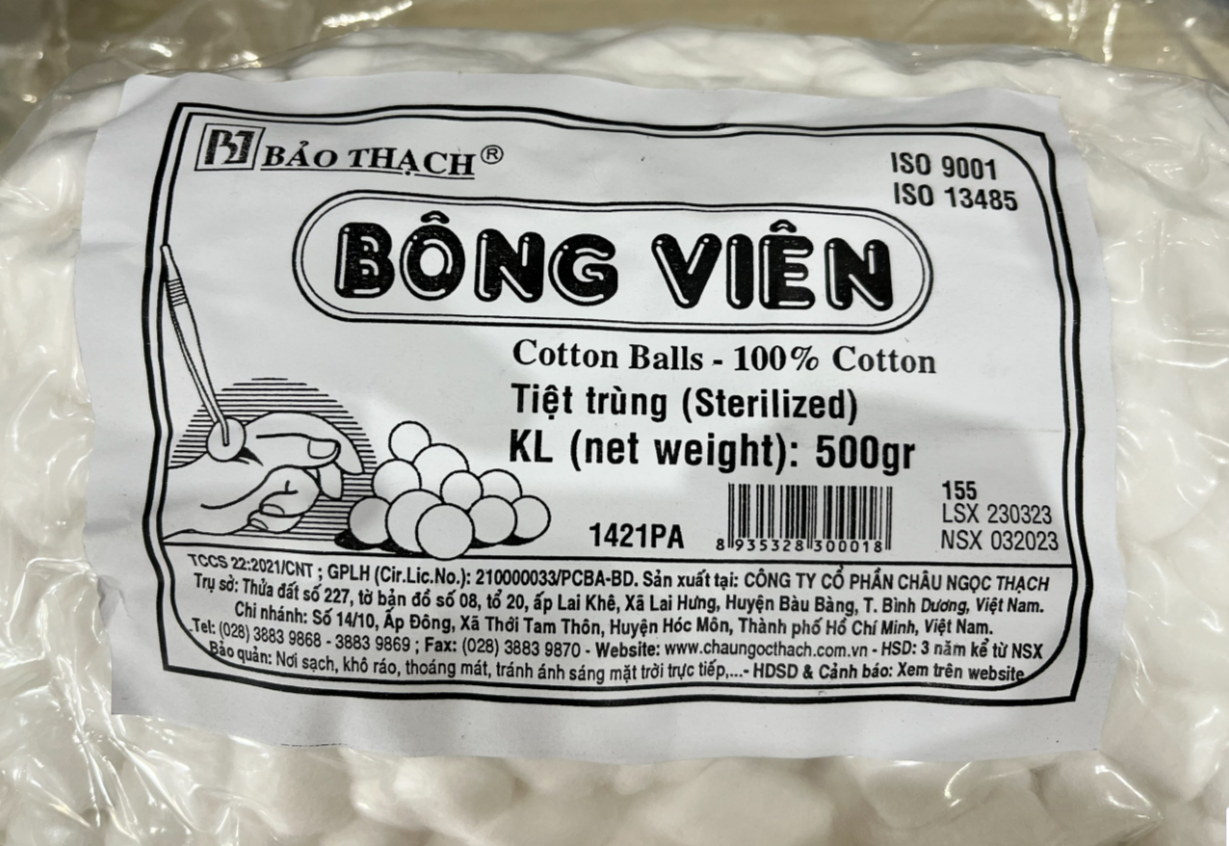 BJ BẢO THẠCH®
ISO 9001
ISO 13485
BÔNG VIÊN
Cotton Balls - 100% Cotton
Tiệt trùng (Sterilized)
KL (net weight): 500gr
1421PA
8 935328 300018
155
LSX 230323
NSX 032023
TCCS 22:2021/CNT ; GPLH (Cir.Lic.No.): 210000033/PCBA-BD. Sản xuất tại: CÔNG TY CỔ PHẦN CHÂU NGỌC THẠCH
Trụ sở: Thửa đất số 227, tờ bản đồ số 08, tổ 20, ấp Lai Khê, Xã Lai Hưng, Huyện Bàu Bàng, T. Bình Dương, Việt Nam.
Chi nhánh: Số 14/10, Ấp Đông, Xã Thới Tam Thôn, Huyện Hóc Môn, Thành phố Hồ Chí Minh, Việt Nam.
Tel: (028) 3883 9868 - 3883 9869 ; Fax: (028) 3883 9870 - Website: www.chaungocthach.com.vn - HSD: 3 năm kể từ NSX
Bảo quản: Nơi sạch, khô ráo, thoáng mát, tránh ánh sáng mặt trời trực tiếp,...- HDSD & Cảnh báo: Xem trên website